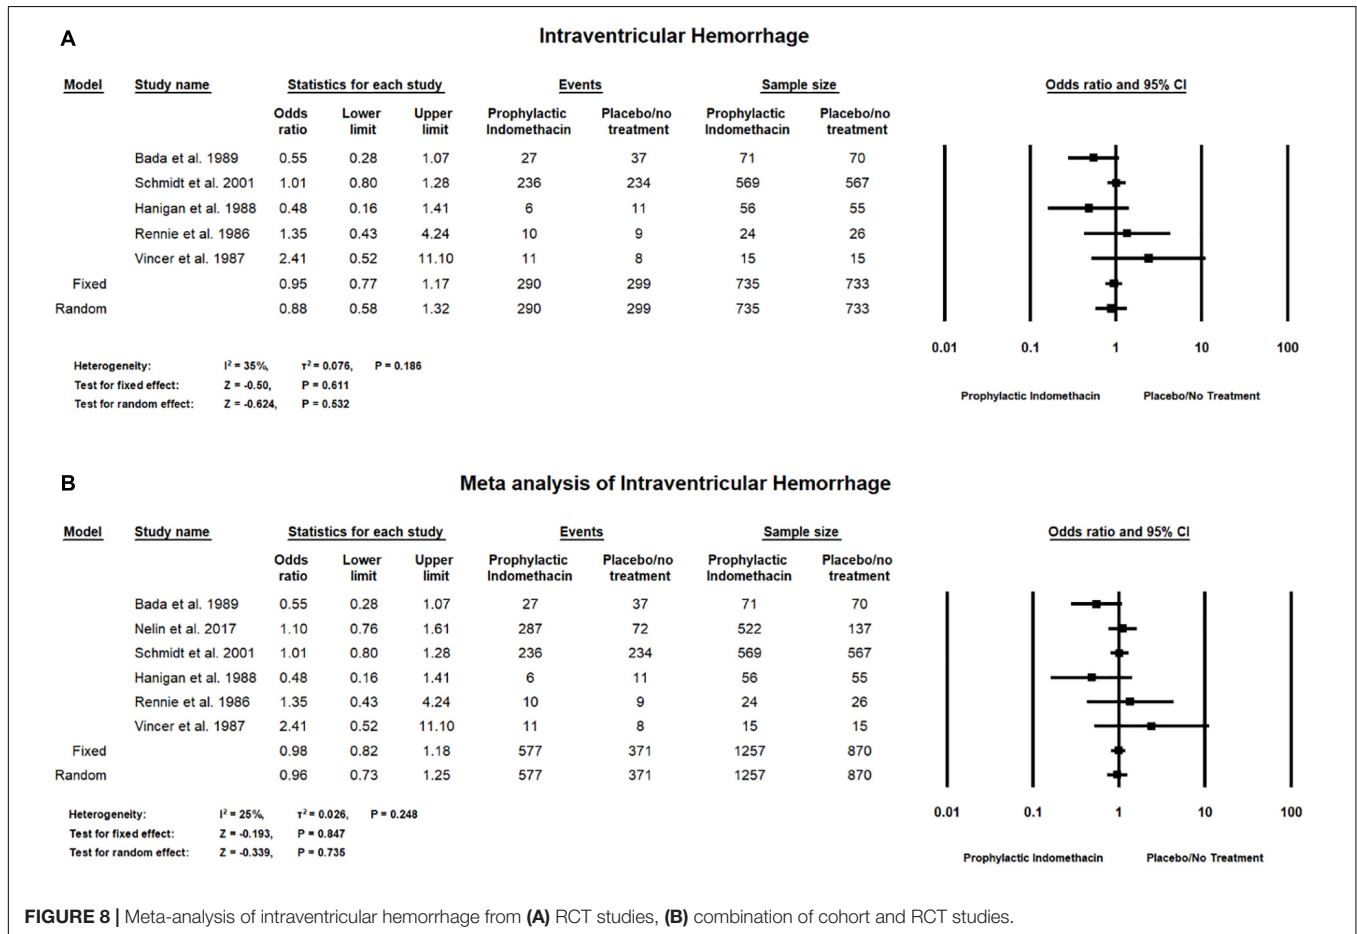 A
Intraventricular Hemorrhage
Model Study name Statistics for each study Events Sample size Odds ratio and 95% CI
Odds Lower Upper Prophylactic Placebo/no Prophylactic Placebo/no
ratio limit limit Indomethacin treatment Indomethacin treatment
Bada et al. 1989 0.55 0.28 1.07 27 37 71 70
Schmidt et al. 2001 1.01 0.80 1.28 236 234 569 567
Hanigan et al. 1988 0.48 0.16 1.41 6 11 56 55
Rennie et al. 1986 1.35 0.43 4.24 10 9 24 26
Vincer et al. 1987 2.41 0.52 11.10 11 8 15 15
Fixed 0.95 0.77 1.17 290 299 735 733
Random 0.88 0.58 1.32 290 299 735 733
0.01 0.1 1 10 100
Heterogeneity: I² = 35%, τ² = 0.076, P = 0.186
Test for fixed effect: Z = -0.50, P = 0.611
Test for random effect: Z = -0.624, P = 0.532
Prophylactic Indomethacin Placebo/No Treatment
B
Meta analysis of Intraventricular Hemorrhage
Model Study name Statistics for each study Events Sample size Odds ratio and 95% CI
Odds Lower Upper Prophylactic Placebo/no Prophylactic Placebo/no
ratio limit limit Indomethacin treatment Indomethacin treatment
Bada et al. 1989 0.55 0.28 1.07 27 37 71 70
Nelin et al. 2017 1.10 0.76 1.61 287 72 522 137
Schmidt et al. 2001 1.01 0.80 1.28 236 234 569 567
Hanigan et al. 1988 0.48 0.16 1.41 6 11 56 55
Rennie et al. 1986 1.35 0.43 4.24 10 9 24 26
Vincer et al. 1987 2.41 0.52 11.10 11 8 15 15
Fixed 0.98 0.82 1.18 577 371 1257 870
Random 0.96 0.73 1.25 577 371 1257 870
0.01 0.1 1 10 100
Heterogeneity: I² = 25%, τ² = 0.026, P = 0.248
Test for fixed effect: Z = -0.193, P = 0.847
Test for random effect: Z = -0.339, P = 0.735
Prophylactic Indomethacin Placebo/No Treatment
FIGURE 8 | Meta-analysis of intraventricular hemorrhage from (A) RCT studies, (B) combination of cohort and RCT studies.